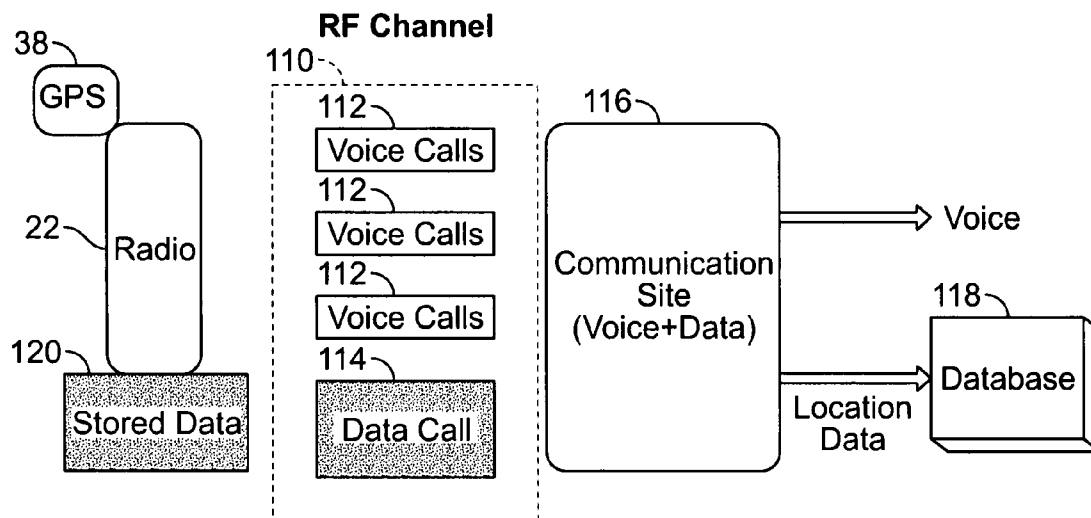 RF Channel
38
GPS
110
112
Voice Calls
116
112
Voice Calls
22
Radio
Voice
112
Voice Calls
Communication
Site
(Voice+Data)
118
120
Stored Data
114
Data Call
Location
Data
Database